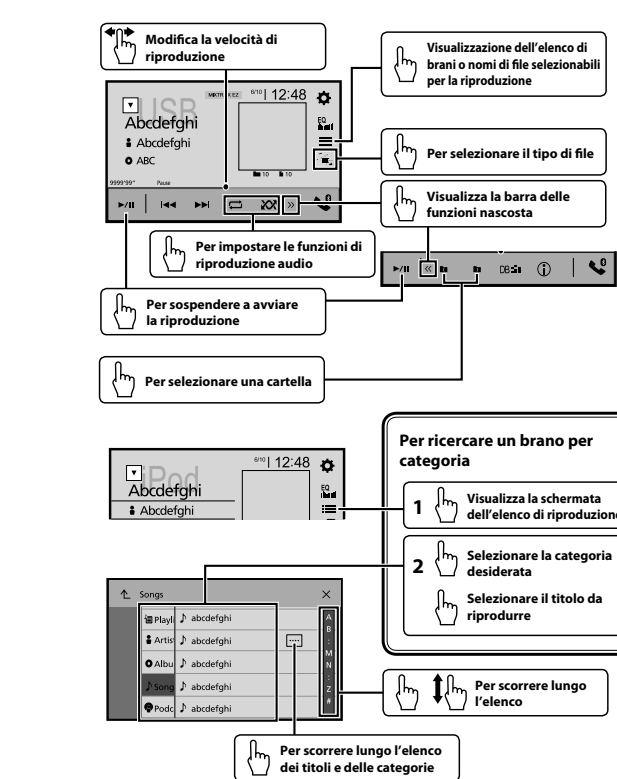 Modifica la velocità di
riproduzione
Visualizzazione dell'elenco di
brani o nomi di file selezionabili
per la riproduzione
USB
6/10 | 12:48
Abcdefghi
Abcdefghi
ABC
EQ
10 10
9999'99" Pause
Per selezionare il tipo di file
Visualizza la barra delle
funzioni nascosta
Per impostare le funzioni di
riproduzione audio
DB
Per sospendere a avviare
la riproduzione
Per selezionare una cartella
iPod
6/10 | 12:48
Abcdefghi
Abcdefghi
EQ
Per ricercare un brano per
categoria
1 Visualizza la schermata
dell'elenco di riproduzione
2 Selezionare la categoria
desiderata
Selezionare il titolo da
riprodurre
Songs
Playli abcdefghi
Artis abcdefghi
Albu abcdefghi
Song abcdefghi
Podc abcdefghi
A
B
:
M
N
:
Z
#
Per scorrere lungo
l'elenco
Per scorrere lungo l'elenco
dei titoli e delle categorie